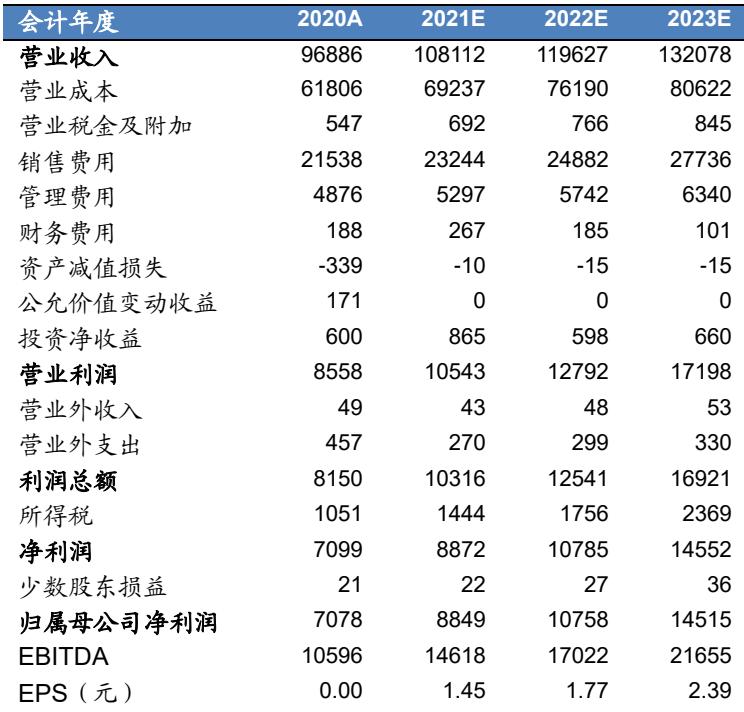 会计年度 2020A 2021E 2022E 2023E
营业收入 96886 108112 119627 132078
营业成本 61806 69237 76190 80622
营业税金及附加 547 692 766 845
销售费用 21538 23244 24882 27736
管理费用 4876 5297 5742 6340
财务费用 188 267 185 101
资产减值损失 -339 -10 -15 -15
公允价值变动收益 171 0 0 0
投资净收益 600 865 598 660
营业利润 8558 10543 12792 17198
营业外收入 49 43 48 53
营业外支出 457 270 299 330
利润总额 8150 10316 12541 16921
所得税 1051 1444 1756 2369
净利润 7099 8872 10785 14552
少数股东损益 21 22 27 36
归属母公司净利润 7078 8849 10758 14515
EBITDA 10596 14618 17022 21655
EPS（元） 0.00 1.45 1.77 2.39